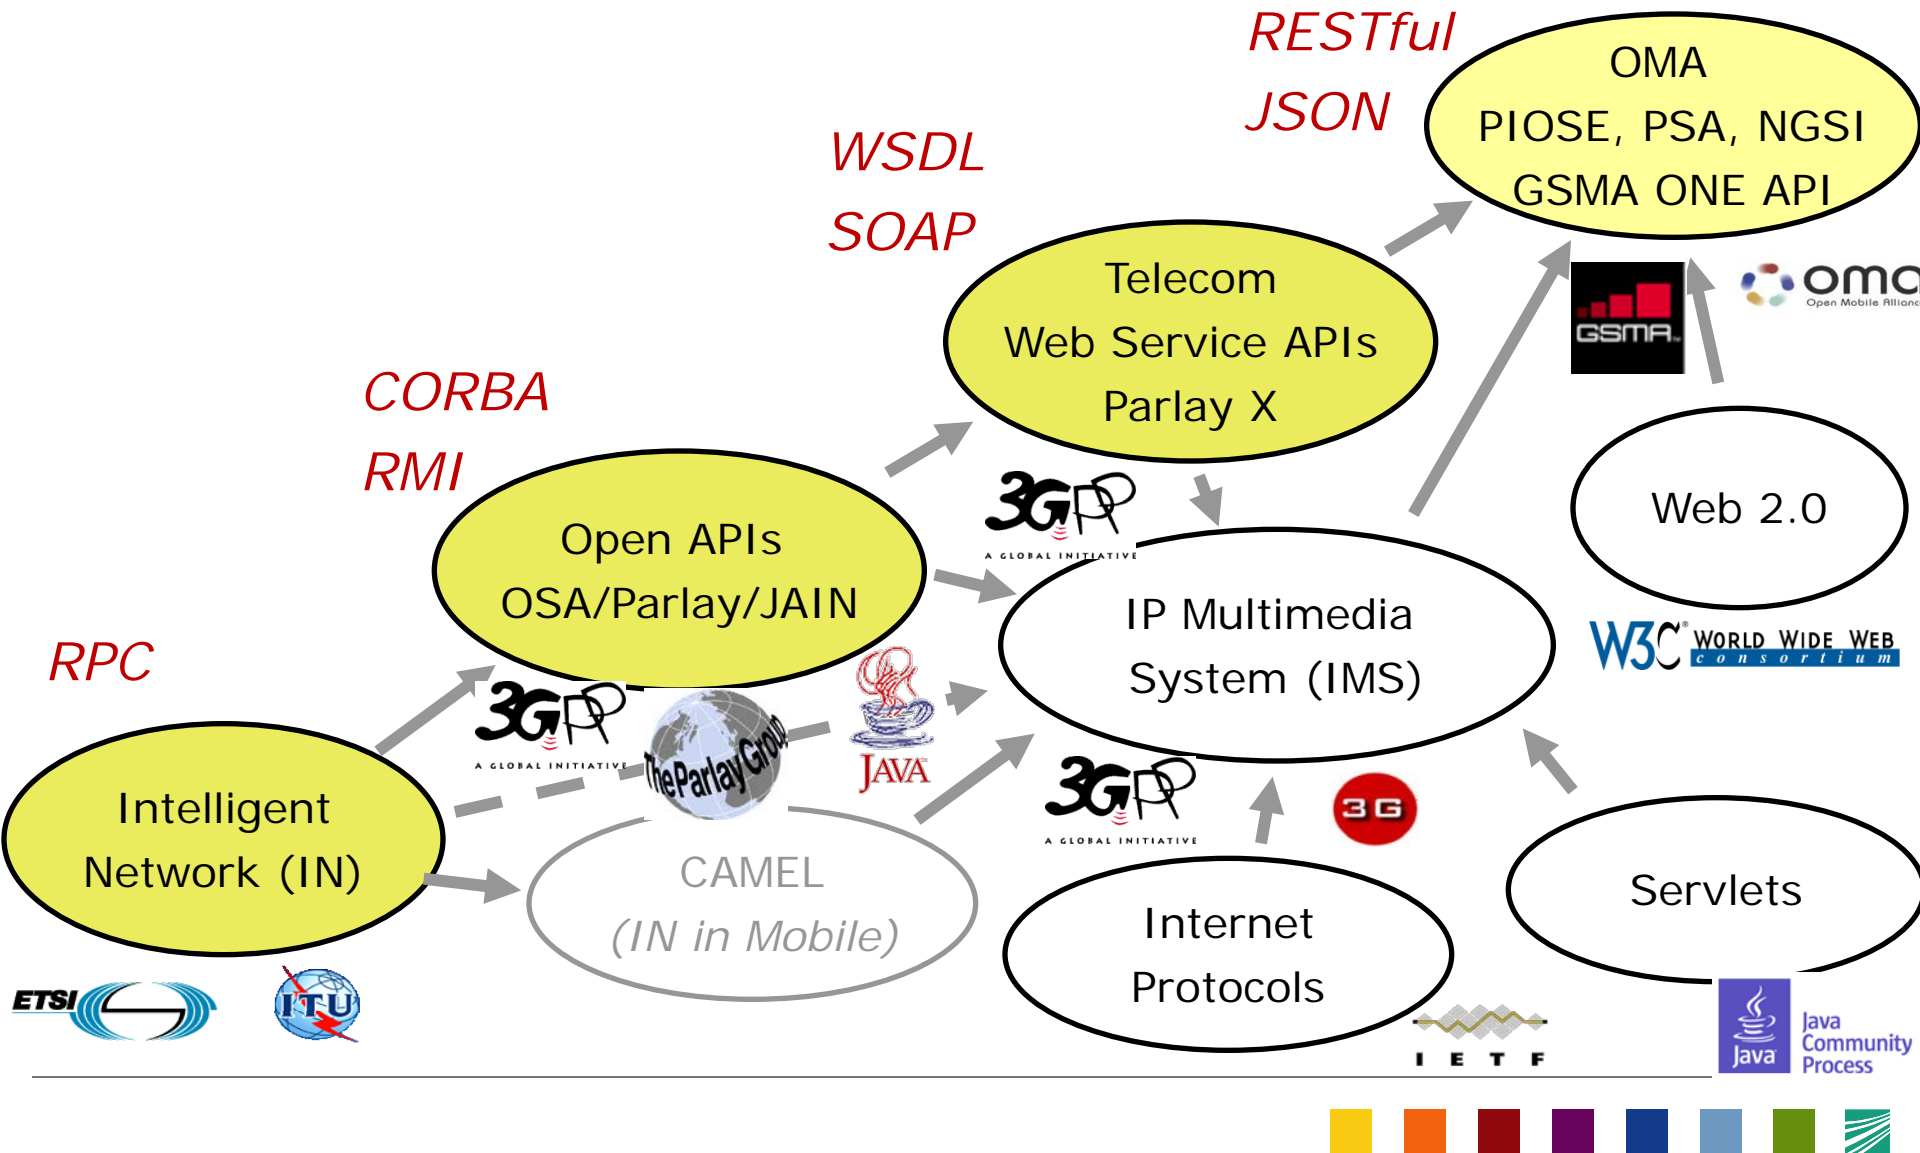 RESTful
JSON
OMA
PIOSE, PSA, NGSI
GSMA ONE API
WSDL
SOAP
Telecom
Web Service APIs
Parlay X
GSMA
oma
Open Mobile Alliance
CORBA
RMI
Open APIs
OSA/Parlay/JAIN
3GPP
A GLOBAL INITIATIVE
Web 2.0
IP Multimedia
System (IMS)
W3C® WORLD WIDE WEB
consortium
RPC
3GPP
A GLOBAL INITIATIVE
The Parlay Group
JAVA
Intelligent
Network (IN)
CAMEL
(IN in Mobile)
3GPP
A GLOBAL INITIATIVE
3G
Internet
Protocols
Servlets
ETSI
ITU
IETF
Java
Java
Community
Process